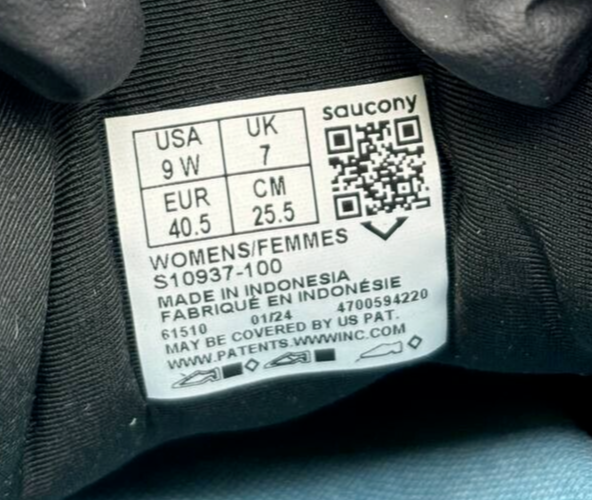 saucony
USA 9 W
UK 7
EUR 40.5
CM 25.5
WOMENS/FEMMES
S10937-100
MADE IN INDONESIA
FABRIQUÉ EN INDONÉSIE
61510 01/24 4700594220
MAY BE COVERED BY US PAT.
WWW.PATENTS.WWWINC.COM